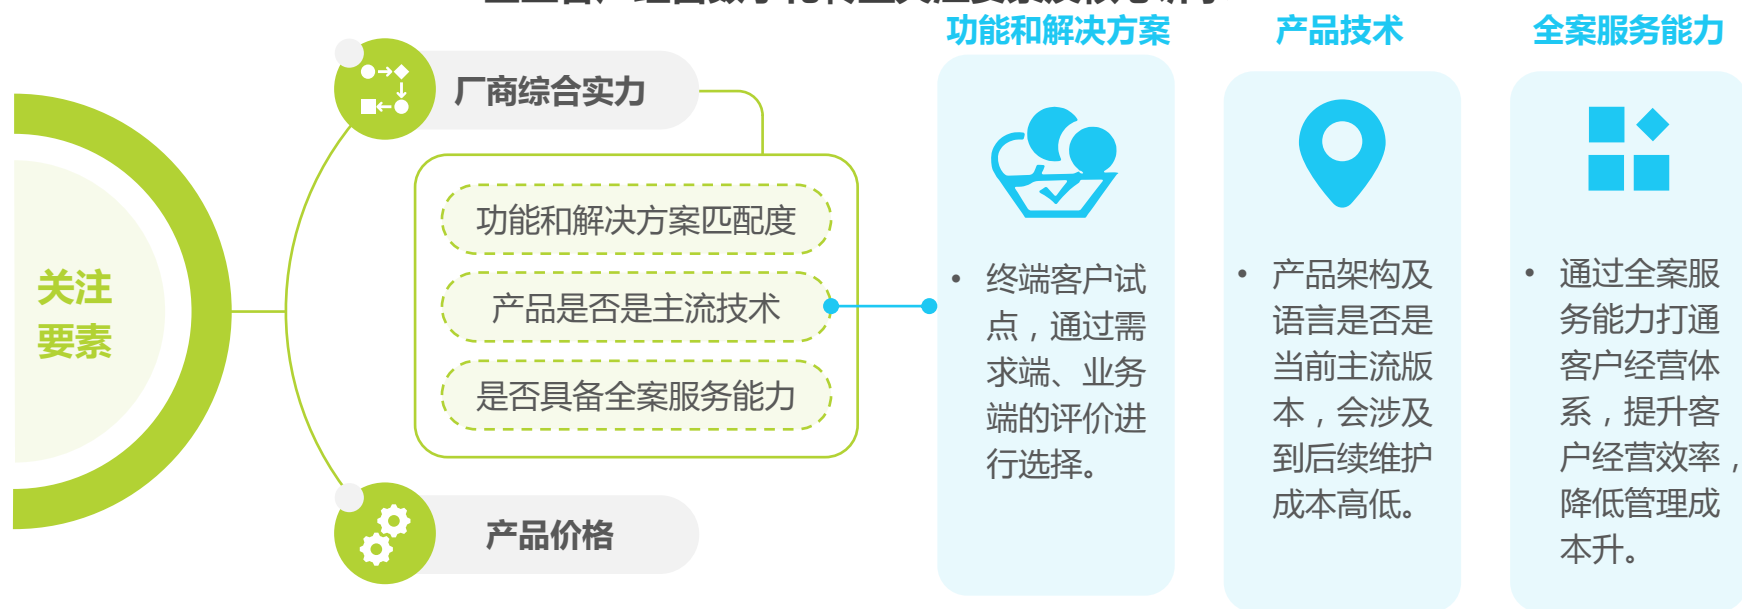 功能和解决方案
产品技术
全案服务能力
厂商综合实力
功能和解决方案匹配度
产品是否是主流技术
是否具备全案服务能力
关注
要素
产品价格
• 终端客户试
点，通过需
求端、业务
端的评价进
行选择。
• 产品架构及
语言是否是
当前主流版
本，会涉及
到后续维护
成本高低。
• 通过全案服
务能力打通
客户经营体
系，提升客
户经营效率，
降低管理成
本升。